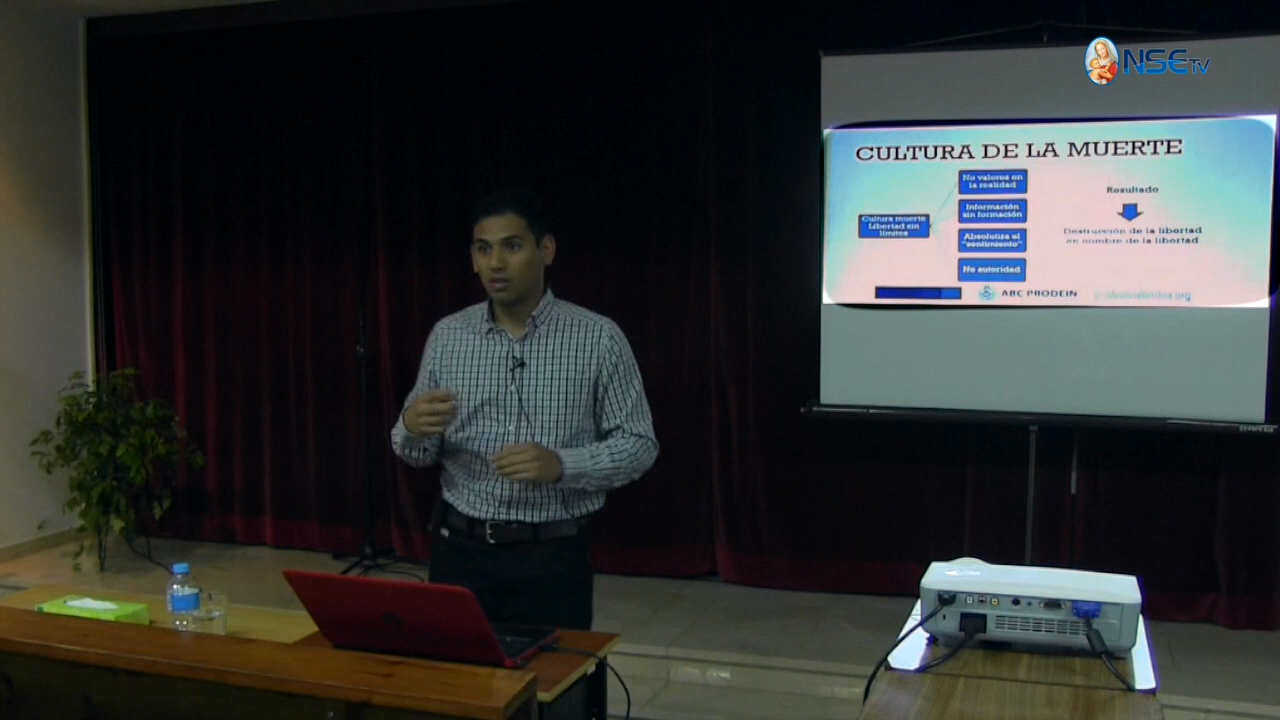 NSETV
CULTURA DE LA MUERTE
No valores en
la realidad
Resultado
Información
sin formación
Cultura muerte
Libertad sin
límites
Destrucción de la libertad
en nombre de la libertad
Absolutiza el
"sentimiento"
No autoridad
ABC PRODEIN